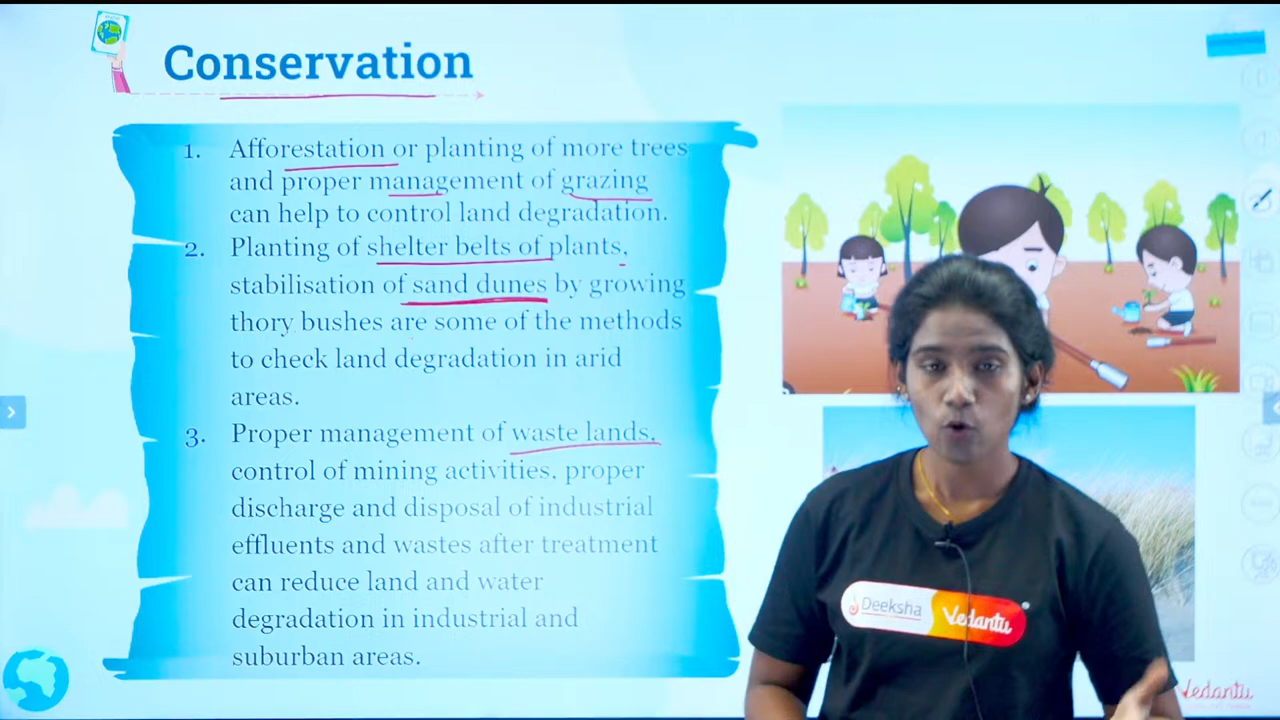 Conservation
1. Afforestation or planting of more trees
and proper management of grazing
can help to control land degradation.
2. Planting of shelter belts of plants,
stabilisation of sand dunes by growing
thory bushes are some of the methods
to check land degradation in arid
areas.
3. Proper management of waste lands,
control of mining activities, proper
discharge and disposal of industrial
effluents and wastes after treatment
can reduce land and water
degradation in industrial and
suburban areas.
Deeksha Vedantu
Vedantu